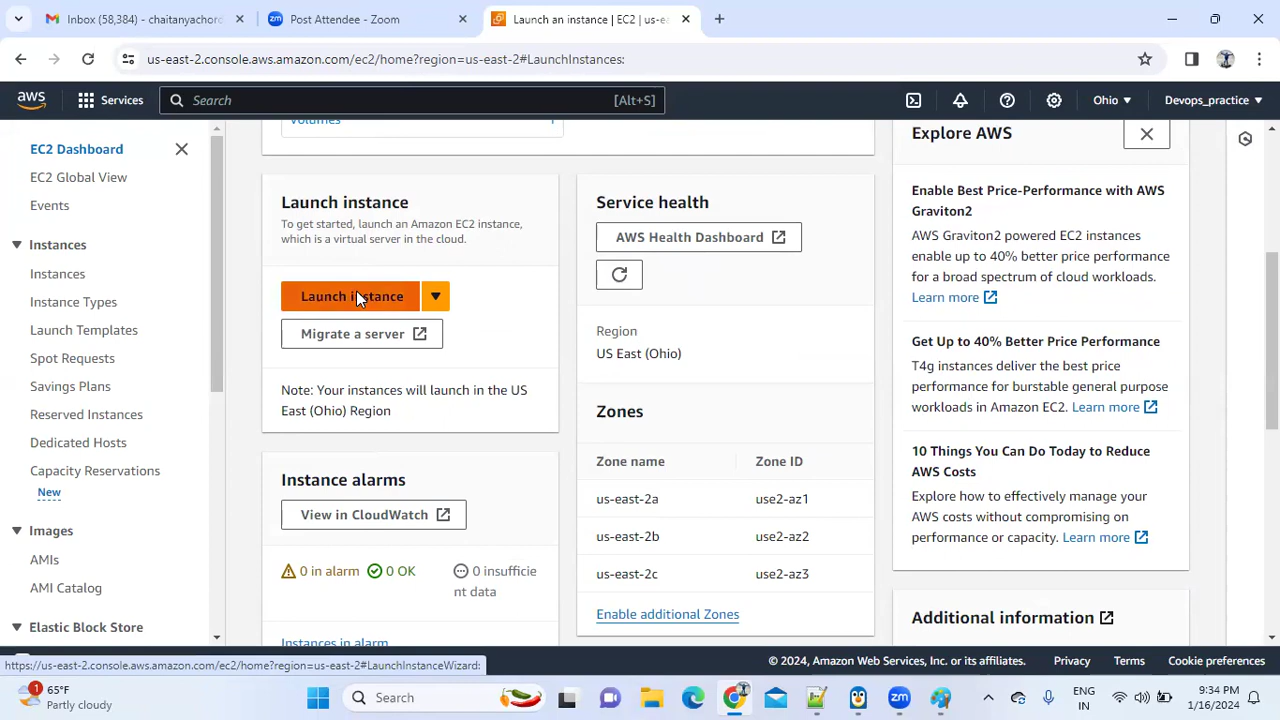 Inbox (58,384) - chaitanyachoro
Post Attendee - Zoom
Launch an instance | EC2 | us-ea
us-east-2.console.aws.amazon.com/ec2/home?region=us-east-2#LaunchInstances:
aws
Services
Search
[Alt+S]
Ohio
Devops_practice
EC2 Dashboard
EC2 Global View
Events
Instances
Instances
Instance Types
Launch Templates
Spot Requests
Savings Plans
Reserved Instances
Dedicated Hosts
Capacity Reservations
New
Images
AMIs
AMI Catalog
Elastic Block Store
Volumes
1
Launch instance
To get started, launch an Amazon EC2 instance,
which is a virtual server in the cloud.
Launch instance
Migrate a server
Note: Your instances will launch in the US
East (Ohio) Region
Instance alarms
View in CloudWatch
0 in alarm
0 OK
0 insufficie
nt data
Instances in alarm
Service health
AWS Health Dashboard
Region
US East (Ohio)
Zones
Zone name
Zone ID
us-east-2a
use2-az1
us-east-2b
use2-az2
us-east-2c
use2-az3
Enable additional Zones
Explore AWS
Enable Best Price-Performance with AWS
Graviton2
AWS Graviton2 powered EC2 instances
enable up to 40% better price performance
for a broad spectrum of cloud workloads.
Learn more
Get Up to 40% Better Price Performance
T4g instances deliver the best price
performance for burstable general purpose
workloads in Amazon EC2. Learn more
10 Things You Can Do Today to Reduce
AWS Costs
Explore how to effectively manage your
AWS costs without compromising on
performance or capacity. Learn more
Additional information
https://us-east-2.console.aws.amazon.com/ec2/home?region=us-east-2#LaunchInstanceWizard:
© 2024, Amazon Web Services, Inc. or its affiliates.
Privacy
Terms
Cookie preferences
1
65°F
Partly cloudy
Search
zm
ENG
IN
9:34 PM
1/16/2024